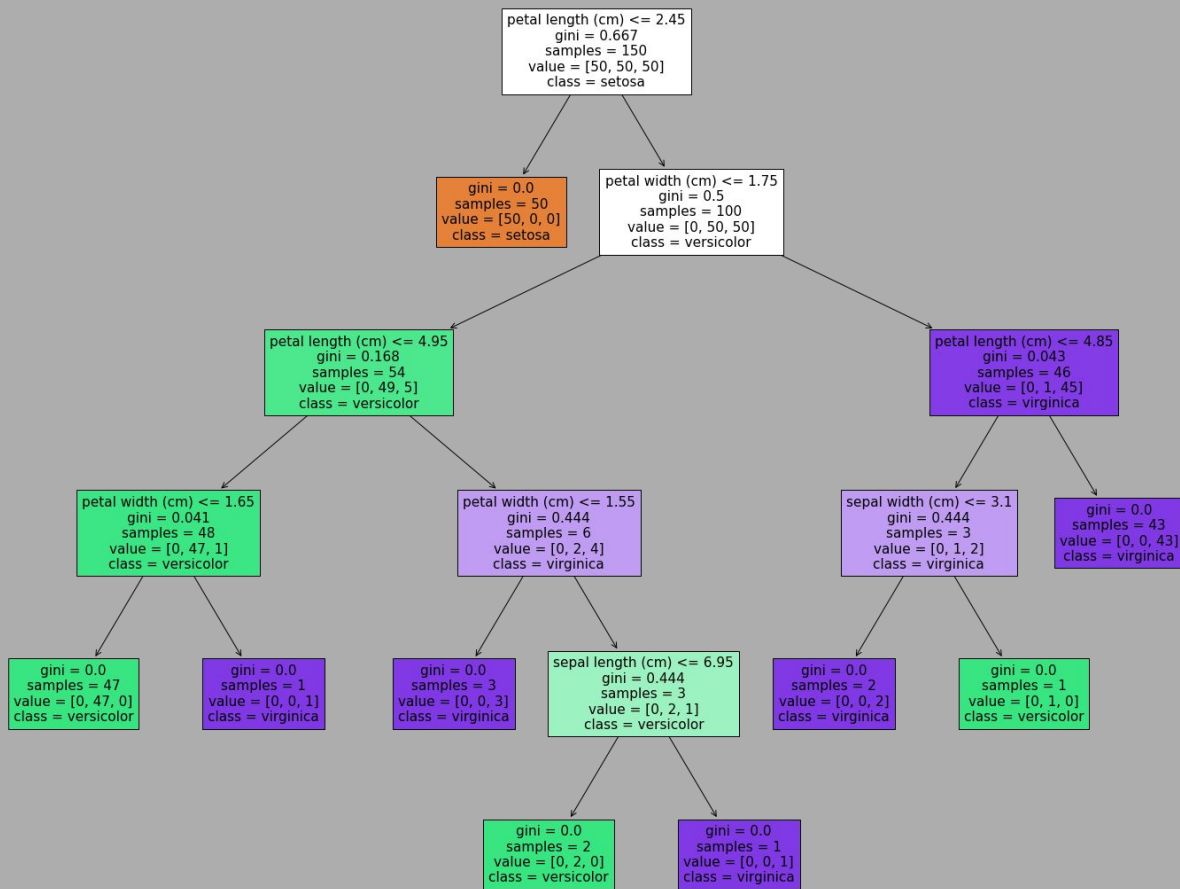 petal length (cm) <= 2.45
gini = 0.667
samples = 150
value = [50, 50, 50]
class = setosa
gini = 0.0
samples = 50
value = [50, 0, 0]
class = setosa
petal width (cm) <= 1.75
gini = 0.5
samples = 100
value = [0, 50, 50]
class = versicolor
petal length (cm) <= 4.95
gini = 0.168
samples = 54
value = [0, 49, 5]
class = versicolor
petal length (cm) <= 4.85
gini = 0.043
samples = 46
value = [0, 1, 45]
class = virginica
petal width (cm) <= 1.65
gini = 0.041
samples = 48
value = [0, 47, 1]
class = versicolor
petal width (cm) <= 1.55
gini = 0.444
samples = 6
value = [0, 2, 4]
class = virginica
sepal width (cm) <= 3.1
gini = 0.444
samples = 3
value = [0, 1, 2]
class = virginica
gini = 0.0
samples = 43
value = [0, 0, 43]
class = virginica
gini = 0.0
samples = 47
value = [0, 47, 0]
class = versicolor
gini = 0.0
samples = 1
value = [0, 0, 1]
class = virginica
gini = 0.0
samples = 3
value = [0, 0, 3]
class = virginica
sepal length (cm) <= 6.95
gini = 0.444
samples = 3
value = [0, 2, 1]
class = versicolor
gini = 0.0
samples = 2
value = [0, 0, 2]
class = virginica
gini = 0.0
samples = 1
value = [0, 1, 0]
class = versicolor
gini = 0.0
samples = 2
value = [0, 2, 0]
class = versicolor
gini = 0.0
samples = 1
value = [0, 0, 1]
class = virginica